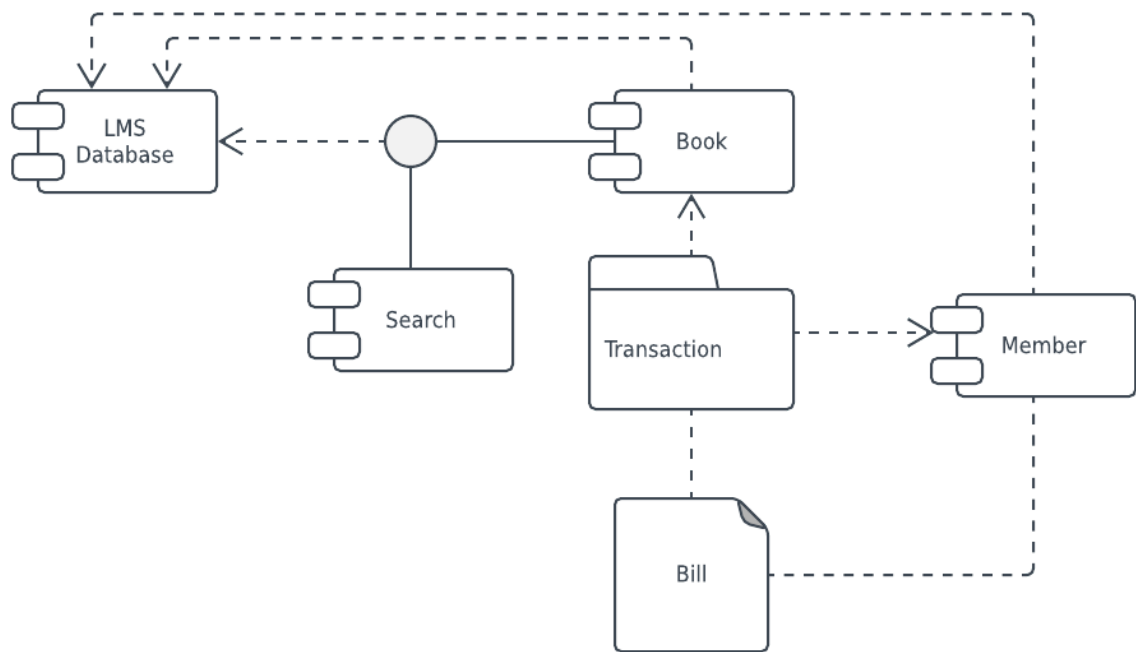 LMS
Database
Book
Search
Transaction
Member
Bill